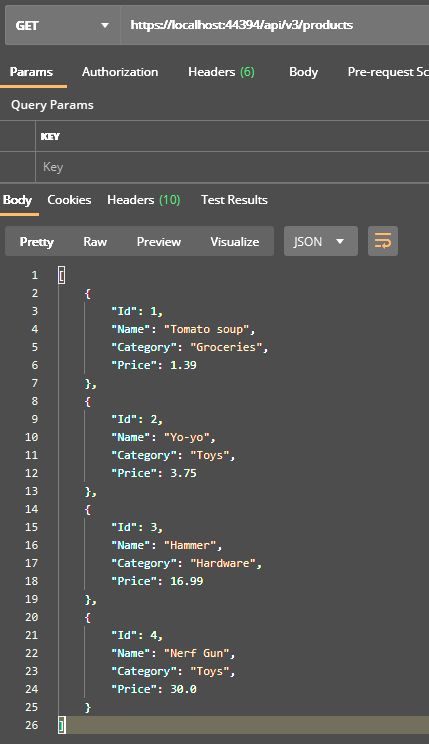 GET https://localhost:44394/api/v3/products
Params Authorization Headers (6) Body Pre-request Sc
Query Params
KEY
Key
Body Cookies Headers (10) Test Results
Pretty Raw Preview Visualize JSON
1 [
2 {
3 "Id": 1,
4 "Name": "Tomato soup",
5 "Category": "Groceries",
6 "Price": 1.39
7 },
8 {
9 "Id": 2,
10 "Name": "Yo-yo",
11 "Category": "Toys",
12 "Price": 3.75
13 },
14 {
15 "Id": 3,
16 "Name": "Hammer",
17 "Category": "Hardware",
18 "Price": 16.99
19 },
20 {
21 "Id": 4,
22 "Name": "Nerf Gun",
23 "Category": "Toys",
24 "Price": 30.0
25 }
26 ]